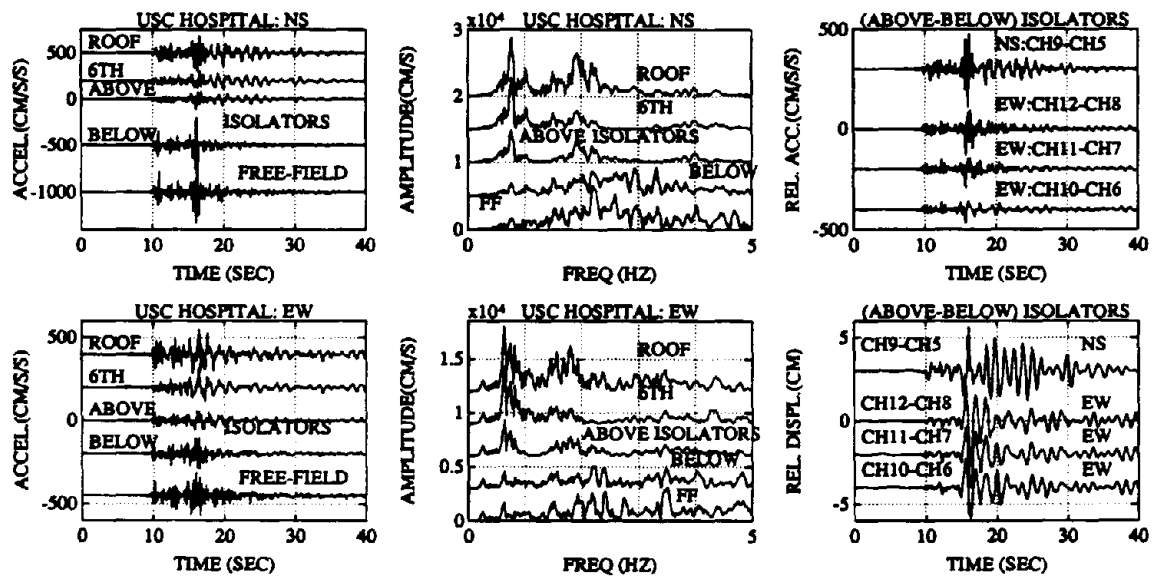 USC HOSPITAL: NS
ACCEL.(CM/S/S)
500
0
-500
-1000
ROOF
6TH
ABOVE
ISOLATORS
BELOW
FREE-FIELD
0 10 20 30 40
TIME (SEC)
x10⁴ USC HOSPITAL: NS
AMPLITUDE(CM/S)
3
2
1
0
ROOF
6TH
ABOVE ISOLATORS
BELOW
FF
0 5
FREQ (HZ)
(ABOVE-BELOW) ISOLATORS
REL. ACC.(CM/S/S)
500
0
-500
NS:CH9-CH5
EW:CH12-CH8
EW:CH11-CH7
EW:CH10-CH6
0 10 20 30 40
TIME (SEC)
USC HOSPITAL: EW
ACCEL.(CM/S/S)
500
0
-500
ROOF
6TH
ABOVE
ISOLATORS
BELOW
FREE-FIELD
0 10 20 30 40
TIME (SEC)
x10⁴ USC HOSPITAL: EW
AMPLITUDE(CM/S)
1.5
1
0.5
0
ROOF
6TH
ABOVE ISOLATORS
BELOW
FF
0 5
FREQ (HZ)
(ABOVE-BELOW) ISOLATORS
REL. DISPL.(CM)
5
0
-5
CH9-CH5 NS
CH12-CH8 EW
CH11-CH7 EW
CH10-CH6 EW
0 10 20 30 40
TIME (SEC)